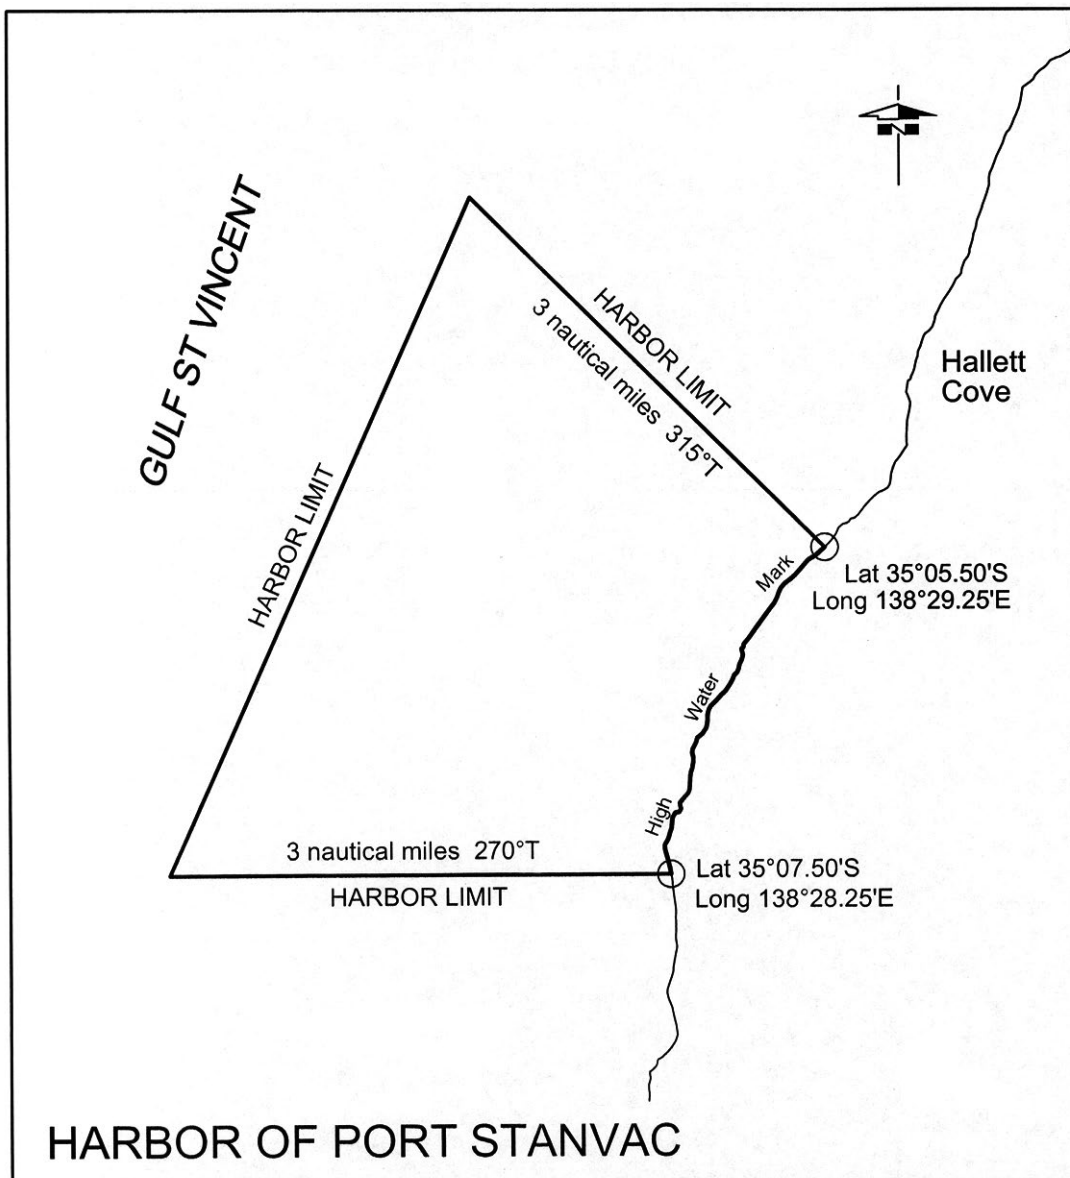 N
GULF ST VINCENT
HARBOR LIMIT
3 nautical miles 315°T
Hallett
Cove
HARBOR LIMIT
Lat 35°05.50'S
Long 138°29.25'E
High Water Mark
3 nautical miles 270°T
HARBOR LIMIT
Lat 35°07.50'S
Long 138°28.25'E
HARBOR OF PORT STANVAC